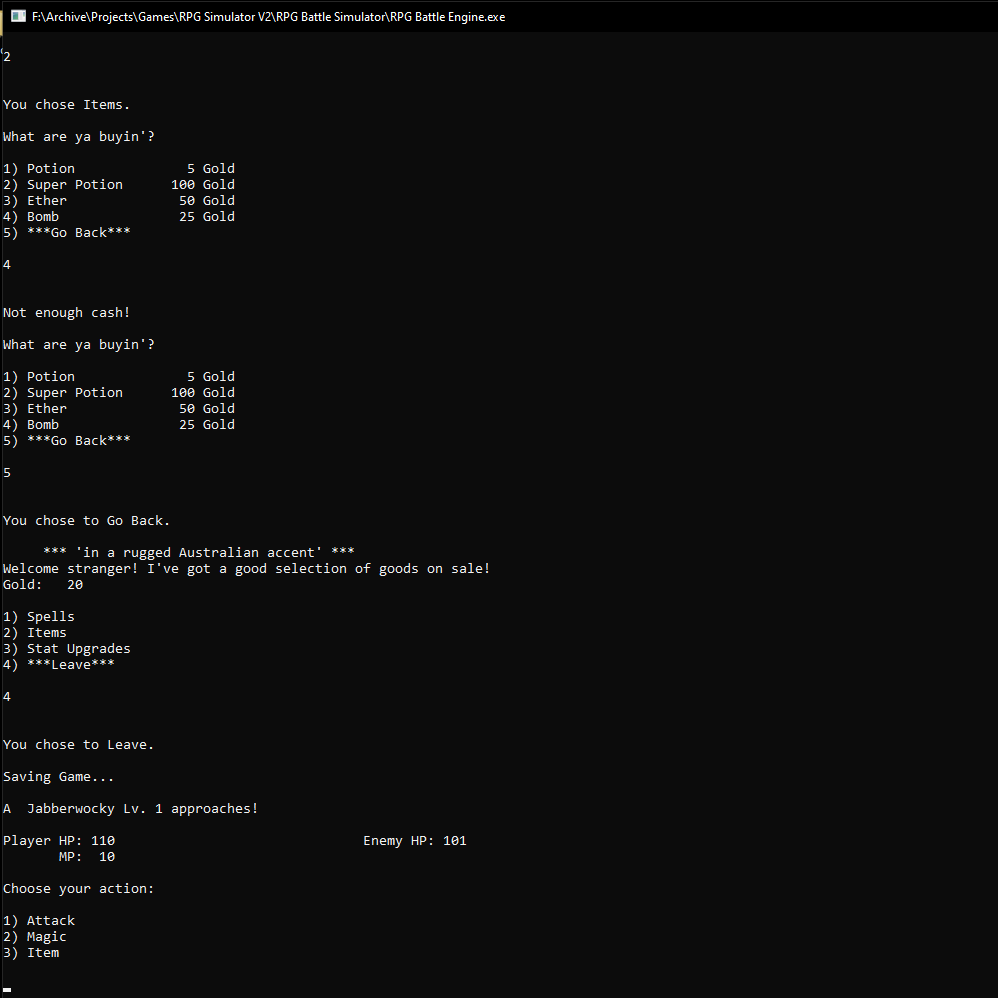 F:\Archive\Projects\Games\RPG Simulator V2\RPG Battle Simulator\RPG Battle Engine.exe
2
You chose Items.
What are ya buyin'?
1) Potion              5 Gold
2) Super Potion      100 Gold
3) Ether              50 Gold
4) Bomb               25 Gold
5) ***Go Back***
4
Not enough cash!
What are ya buyin'?
1) Potion              5 Gold
2) Super Potion      100 Gold
3) Ether              50 Gold
4) Bomb               25 Gold
5) ***Go Back***
5
You chose to Go Back.
     *** 'in a rugged Australian accent' ***
Welcome stranger! I've got a good selection of goods on sale!
Gold:   20
1) Spells
2) Items
3) Stat Upgrades
4) ***Leave***
4
You chose to Leave.
Saving Game...
A  Jabberwocky Lv. 1 approaches!
Player HP: 110                               Enemy HP: 101
       MP:  10
Choose your action:
1) Attack
2) Magic
3) Item